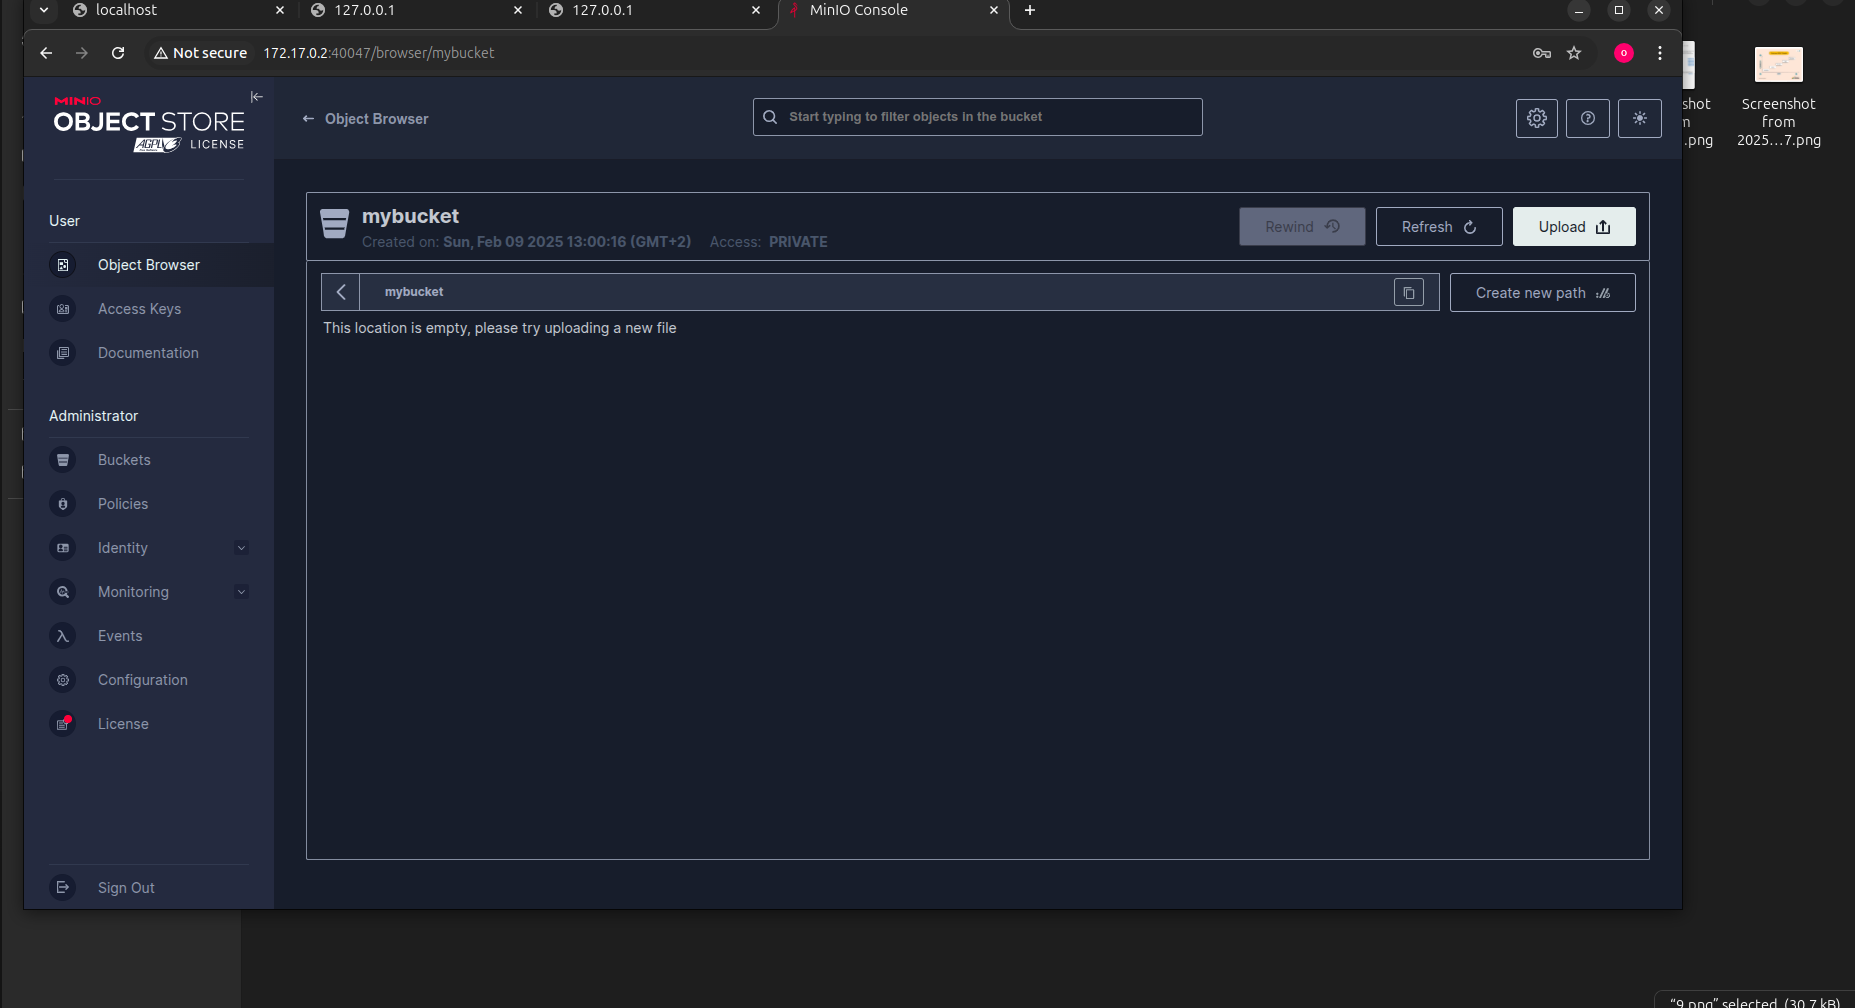 localhost
127.0.0.1
127.0.0.1
MinIO Console
Not secure
172.17.0.2:40047/browser/mybucket
o
MINIO
OBJECT STORE
AGPLv3
LICENSE
Object Browser
Start typing to filter objects in the bucket
User
Object Browser
Access Keys
Documentation
Administrator
Buckets
Policies
Identity
Monitoring
Events
Configuration
License
Sign Out
mybucket
Created on: Sun, Feb 09 2025 13:00:16 (GMT+2) Access: PRIVATE
Rewind
Refresh
Upload
mybucket
Create new path
This location is empty, please try uploading a new file
shot
.png
Screenshot
from
2025...7.png
"9.png" selected (30.7 kB)